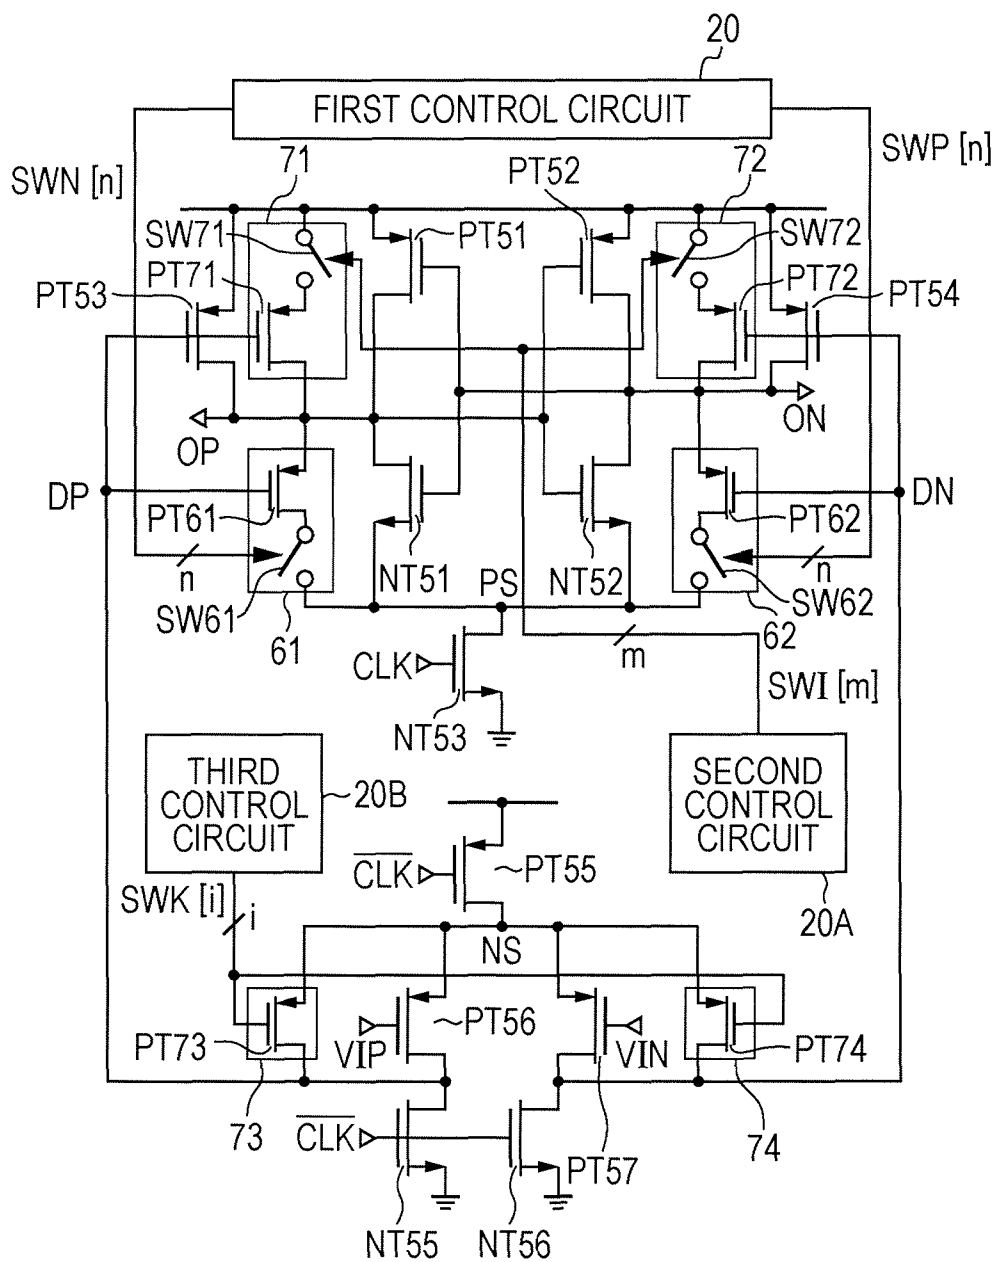 20
FIRST CONTROL CIRCUIT
SWN [n]
SWP [n]
71
PT52
72
SW71
PT51
SW72
PT71
PT72
PT53
PT54
OP
ON
DP
DN
PT61
PT62
n
NT51
PS
NT52
n
SW61
SW62
61
62
m
CLK
SWI [m]
NT53
THIRD
CONTROL
CIRCUIT
20B
SECOND
CONTROL
CIRCUIT
CLK
PT55
SWK [i]
i
20A
NS
PT56
PT73
VIP
VIN
PT74
73
CLK
74
PT57
NT55
NT56